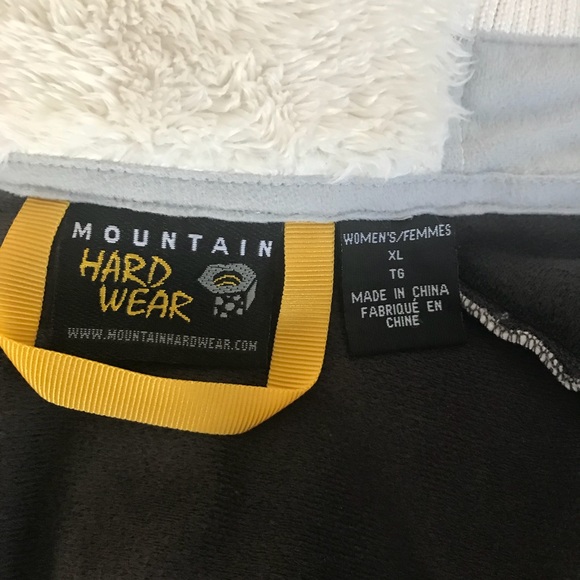 MOUNTAIN
HARD
WEAR
WWW.MOUNTAINHARDWEAR.COM
WOMEN'S/FEMMES
XL
TG
MADE IN CHINA
FABRIQUÉ EN
CHINE